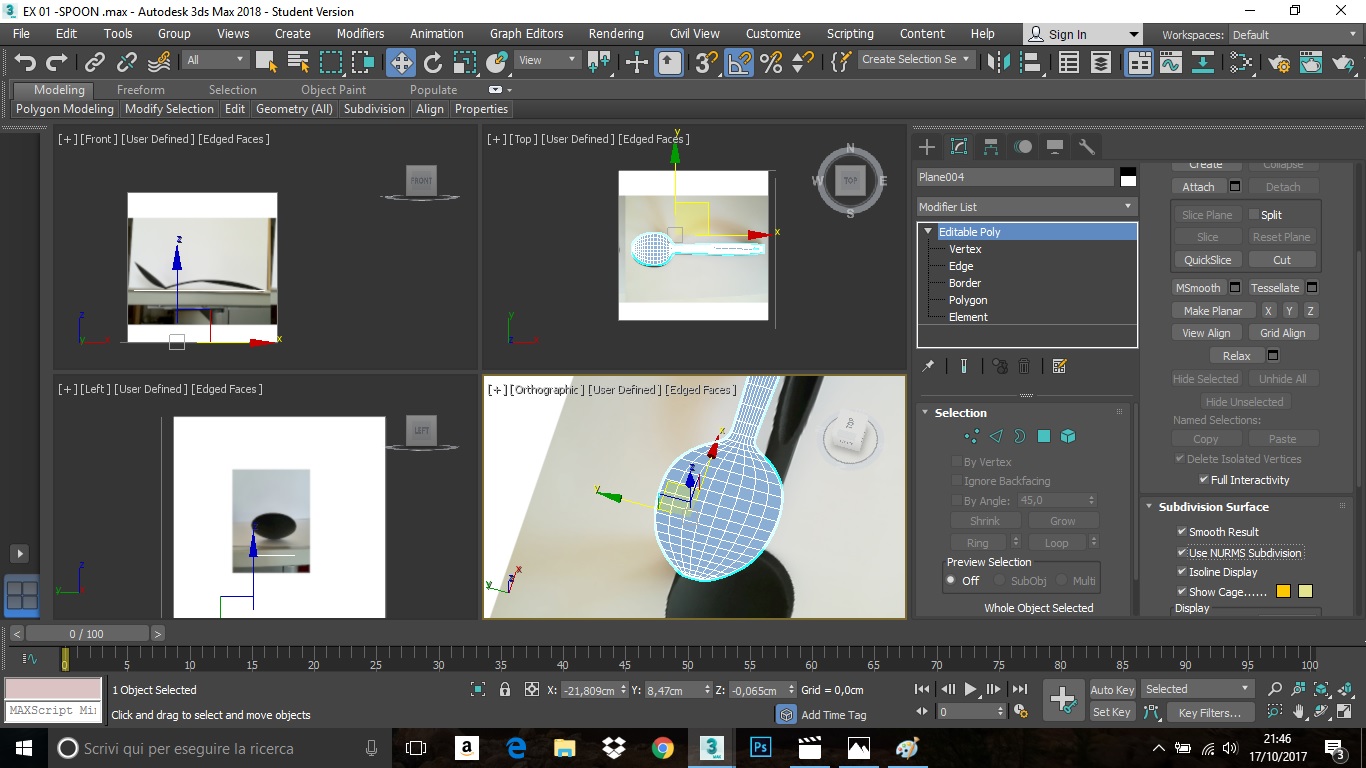 EX 01 -SPOON .max - Autodesk 3ds Max 2018 - Student Version
File Edit Tools Group Views Create Modifiers Animation Graph Editors Rendering Civil View Customize Scripting Content Help Sign In Workspaces: Default
All View Create Selection Se
Modeling Freeform Selection Object Paint Populate
Polygon Modeling Modify Selection Edit Geometry (All) Subdivision Align Properties
[+] [Front ] [User Defined ] [Edged Faces ]
FRONT
z
x
z
y x
[+] [Top ] [User Defined ] [Edged Faces ]
N
W TOP E
S
y
x
y
z x
[+] [Left ] [User Defined ] [Edged Faces ]
LEFT
z
y
[+] [Orthographic ] [User Defined ] [Edged Faces ]
TOP
x
z
y
x
z
y
Plane004
Modifier List
Editable Poly
Vertex
Edge
Border
Polygon
Element
Selection
By Vertex
Ignore Backfacing
By Angle: 45,0
Shrink Grow
Ring Loop
Preview Selection
Off SubObj Multi
Whole Object Selected
Create Collapse
Attach Detach
Slice Plane Split
Slice Reset Plane
QuickSlice Cut
MSmooth Tessellate
Make Planar X Y Z
View Align Grid Align
Relax
Hide Selected Unhide All
Hide Unselected
Named Selections:
Copy Paste
Delete Isolated Vertices
Full Interactivity
Subdivision Surface
Smooth Result
Use NURMS Subdivision
Isoline Display
Show Cage......
Display
< 0 / 100 >
0 5 10 15 20 25 30 35 40 45 50 55 60 65 70 75 80 85 90 95 100
MAXScript Mi
1 Object Selected
Click and drag to select and move objects
X: -21,809cm Y: 8,47cm Z: -0,065cm Grid = 0,0cm
Add Time Tag
0
Auto Key Selected
Set Key Key Filters...
Scrivi qui per eseguire la ricerca
a
3
MAX
Ps
21:46
17/10/2017
3